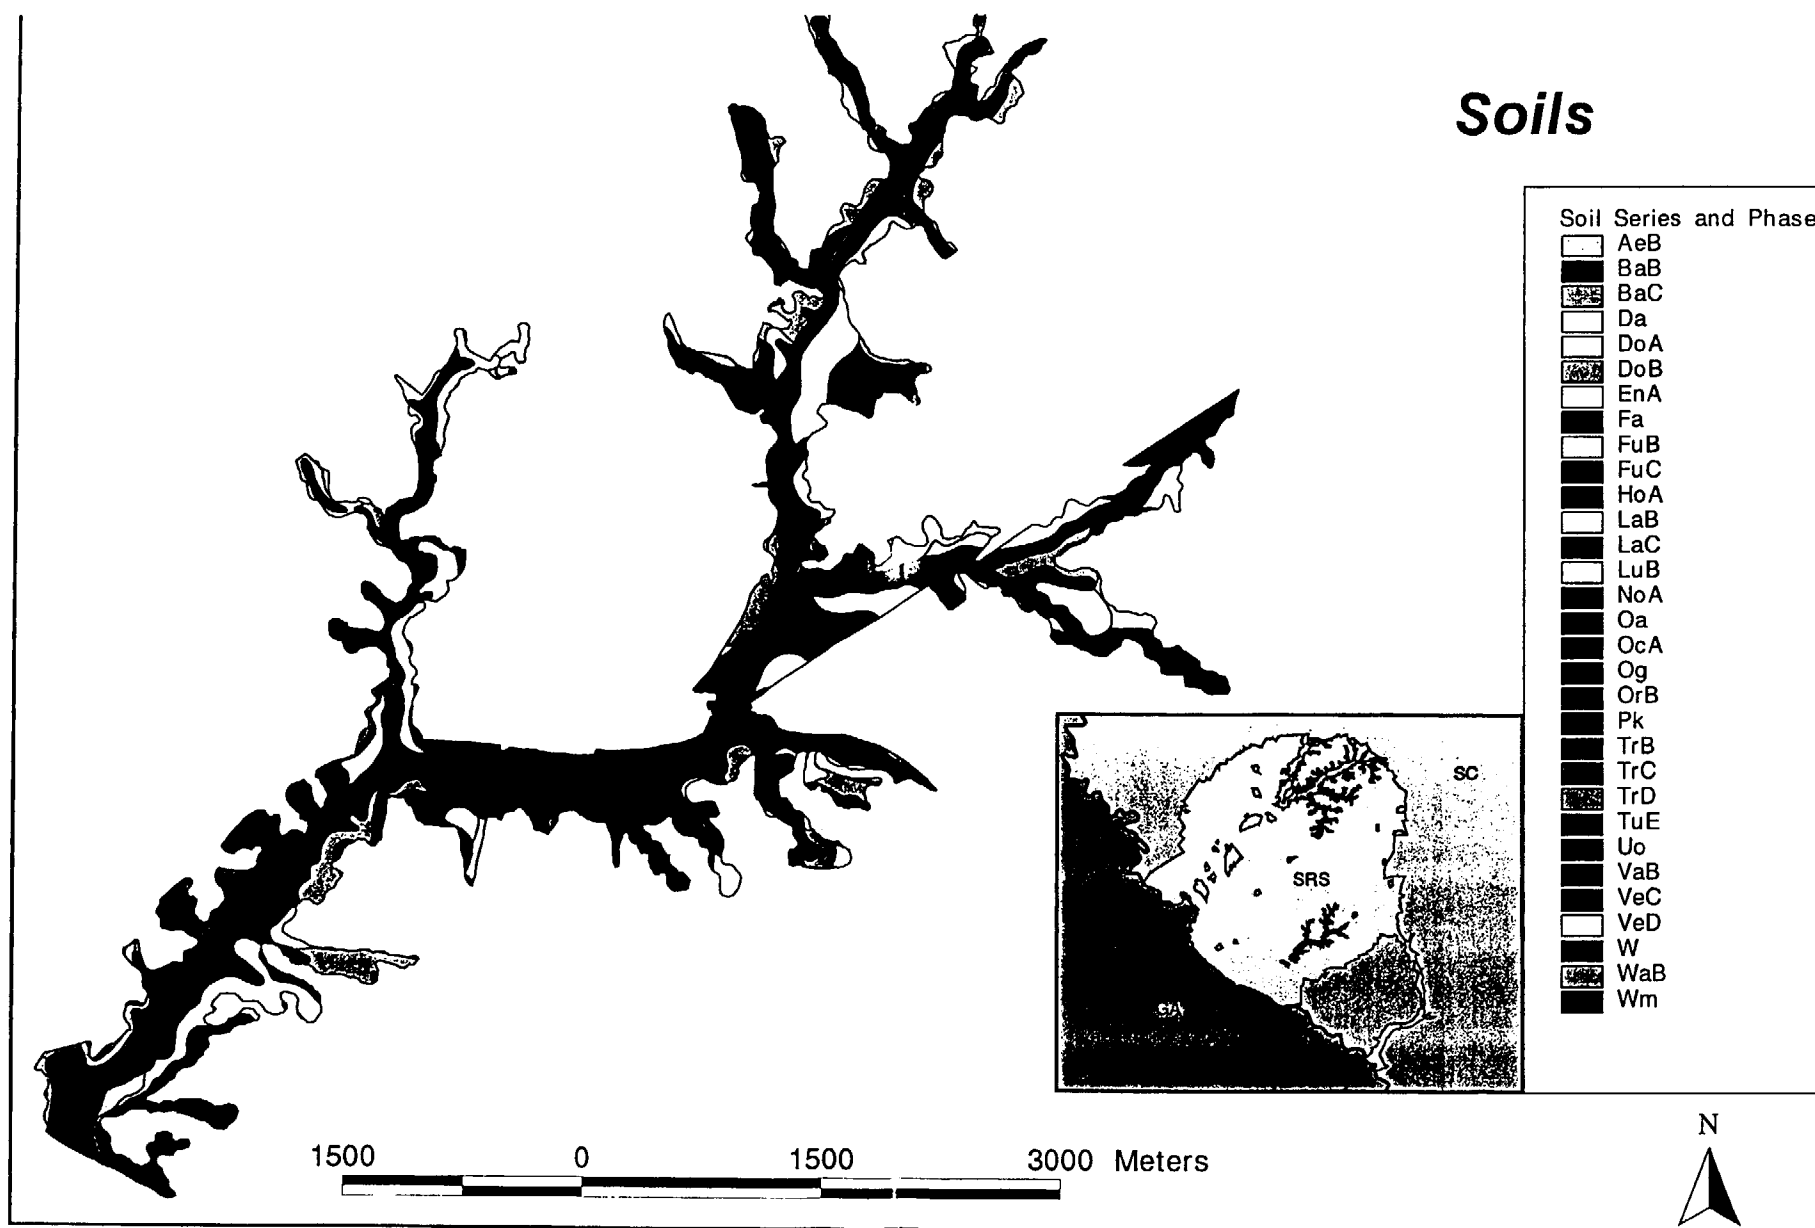 Soils
Soil Series and Phase
AeB
BaB
BaC
Da
DoA
DoB
EnA
Fa
FuB
FuC
HoA
LaB
LaC
LuB
NoA
Oa
OcA
Og
OrB
Pk
TrB
TrC
TrD
TuE
Uo
VaB
VeC
VeD
W
WaB
Wm
SC
SRS
GA
N
1500 0 1500 3000 Meters